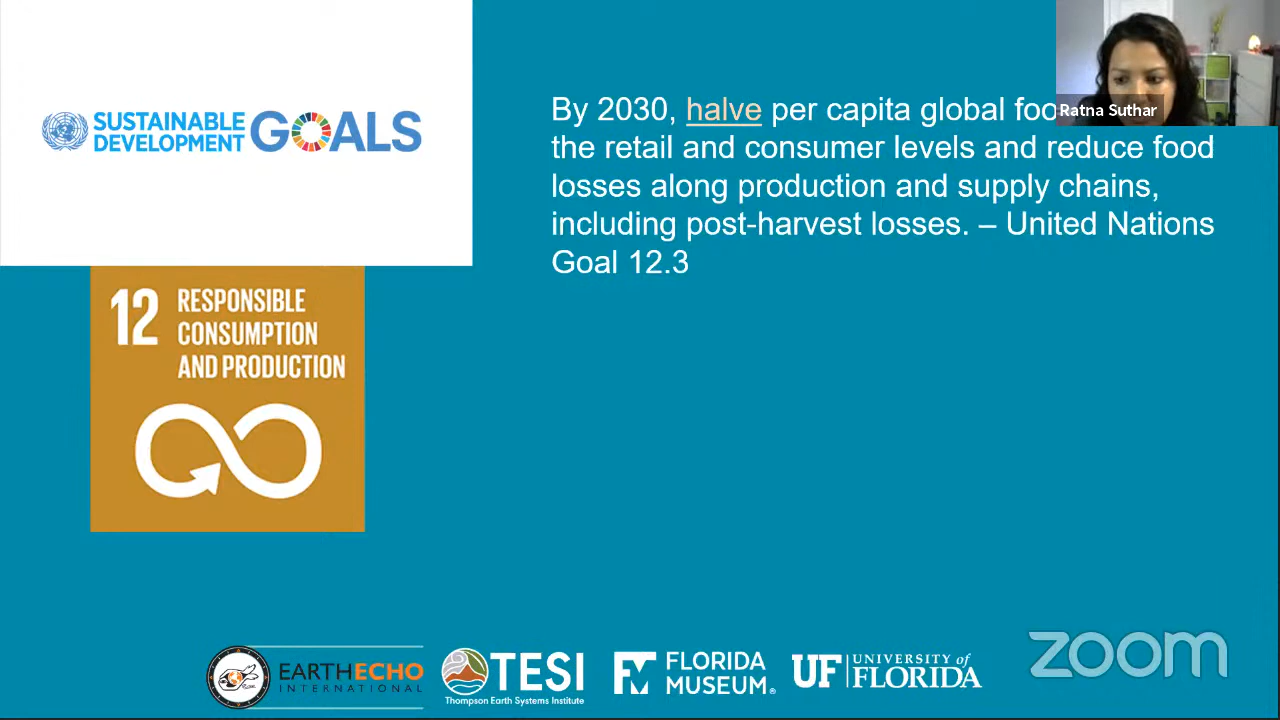 SUSTAINABLE
DEVELOPMENT
GOALS
By 2030, halve per capita global
the retail and consumer levels and reduce food
losses along production and supply chains,
including post-harvest losses. – United Nations
Goal 12.3
Ratna Suthar
12
RESPONSIBLE
CONSUMPTION
AND PRODUCTION
EARTHECHO
INTERNATIONAL
TESI
Thompson Earth Systems Institute
FLORIDA
MUSEUM®
UF
UNIVERSITY of
FLORIDA
zoom